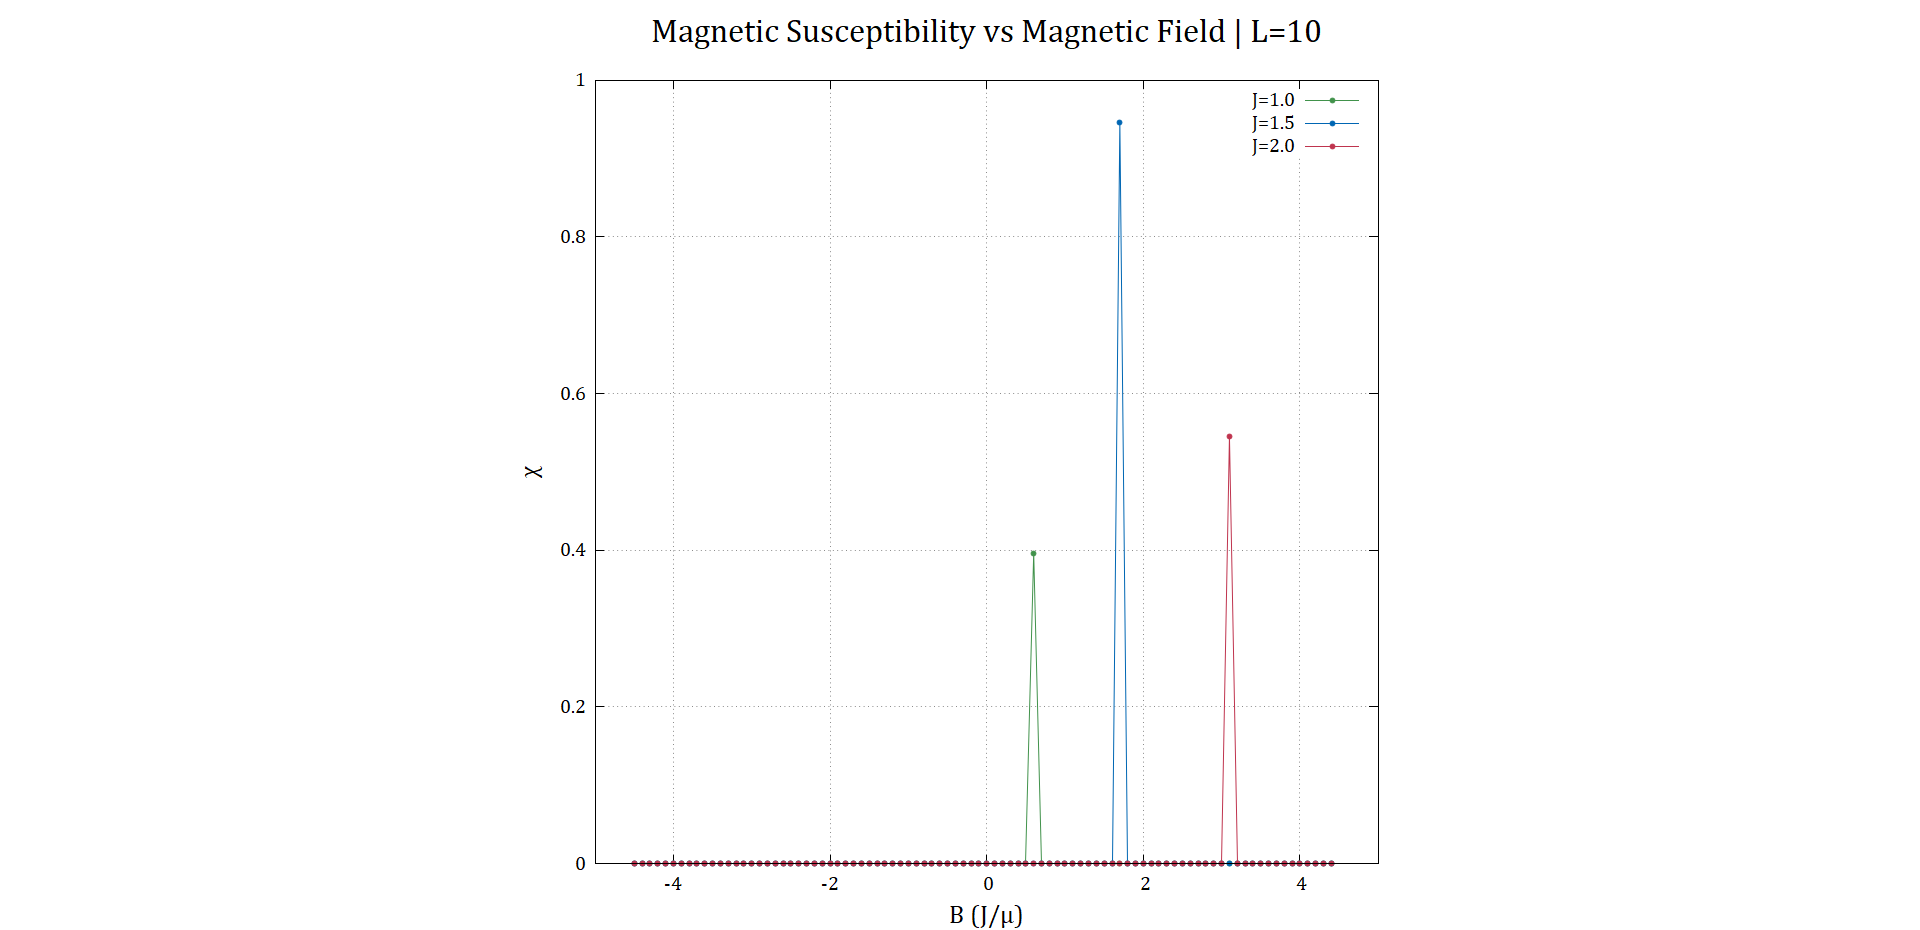 Magnetic Susceptibility vs Magnetic Field | L=10
J=1.0
J=1.5
J=2.0
1
0.8
0.6
0.4
0.2
0
χ
-4 -2 0 2 4
B (J/μ)